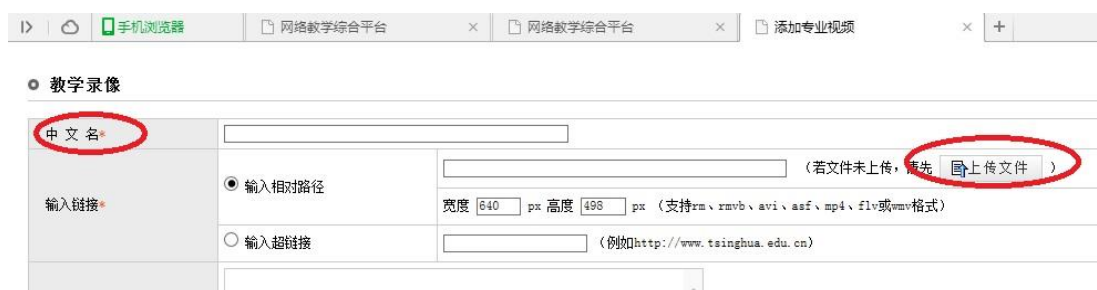 手机浏览器 网络教学综合平台 × 网络教学综合平台 × 添加专业视频 × +
教学录像
中 文 名*
输入链接*
输入相对路径
(若文件未上传，请先 上传文件 )
宽度 640 px 高度 498 px (支持rm、rmvb、avi、asf、mp4、flv或wmv格式)
输入超链接 (例如http://www.tsinghua.edu.cn)